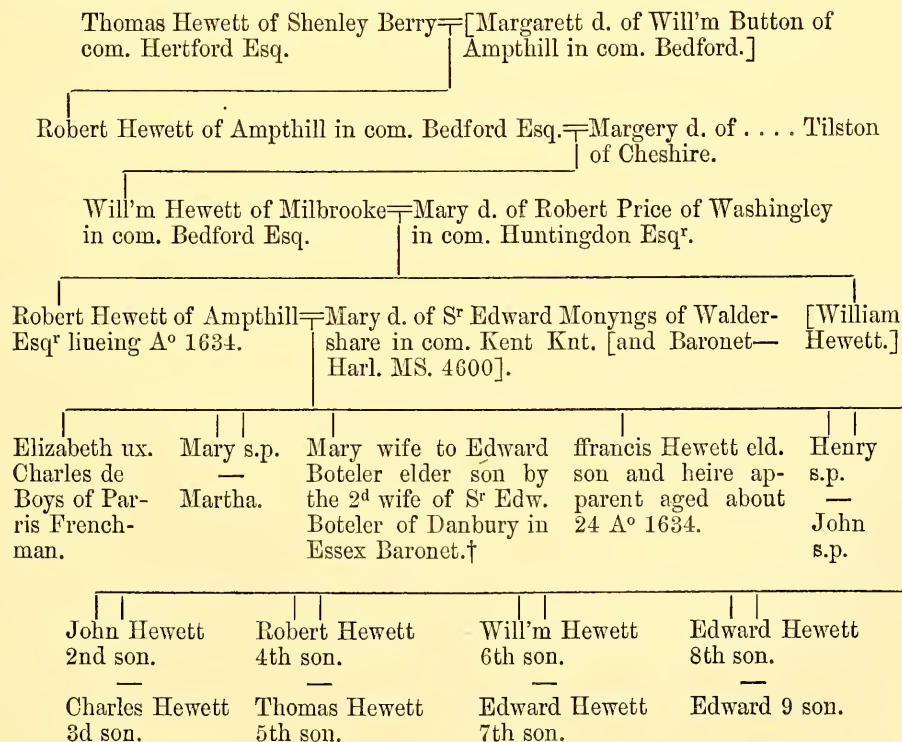 Thomas Hewett of Shenley Berry=[Margarett d. of Will'm Button of
com. Hertford Esq. Ampthill in com. Bedford.]
Robert Hewett of Ampthill in com. Bedford Esq.=Margery d. of . . . . Tilston
of Cheshire.
Will'm Hewett of Milbrooke=Mary d. of Robert Price of Washingley
in com. Bedford Esq. in com. Huntingdon Esqʳ.
Robert Hewett of Ampthill=Mary d. of Sʳ Edward Monyngs of Walder-
Esqʳ liueing Aº 1634. share in com. Kent Knt. [and Baronet—
Harl. MS. 4600].
[William
Hewett.]
Elizabeth ux.
Charles de
Boys of Par-
ris French-
man.
Mary s.p.
—
Martha.
Mary wife to Edward
Boteler elder son by
the 2ᵈ wife of Sʳ Edw.
Boteler of Danbury in
Essex Baronet.†
ffrancis Hewett eld.
son and heire ap-
parent aged about
24 Aº 1634.
Henry
s.p.
—
John
s.p.
John Hewett
2nd son.
—
Charles Hewett
3d son.
Robert Hewett
4th son.
—
Thomas Hewett
5th son.
Will'm Hewett
6th son.
—
Edward Hewett
7th son.
Edward Hewett
8th son.
—
Edward 9 son.